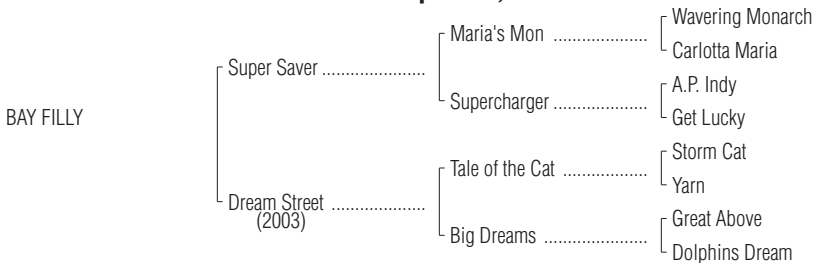 Wavering Monarch
Maria's Mon ....................
Carlotta Maria
Super Saver ......................
A.P. Indy
Supercharger ....................
Get Lucky
BAY FILLY
Storm Cat
Tale of the Cat ..................
Yarn
Dream Street ....................
(2003)
Great Above
Big Dreams ......................
Dolphins Dream